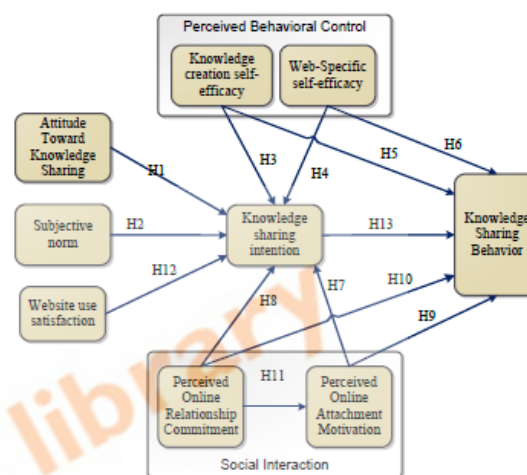 Perceived Behavioral Control
Knowledge
creation self-
efficacy
Web-Specific
self-efficacy
Attitude
Toward
Knowledge
Sharing
H1
H3
H4
H5
H6
Subjective
norm
H2
Knowledge
sharing
intention
H13
Knowledge
Sharing
Behavior
H12
Website use
satisfaction
H8
H7
H10
H9
Perceived
Online
Relationship
Commitment
H11
Perceived
Online
Attachment
Motivation
Social Interaction
library